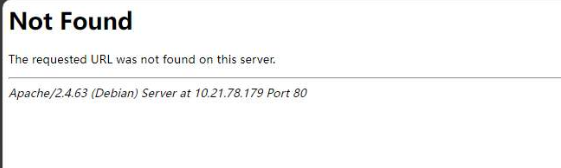 Not Found
The requested URL was not found on this server.
Apache/2.4.63 (Debian) Server at 10.21.78.179 Port 80